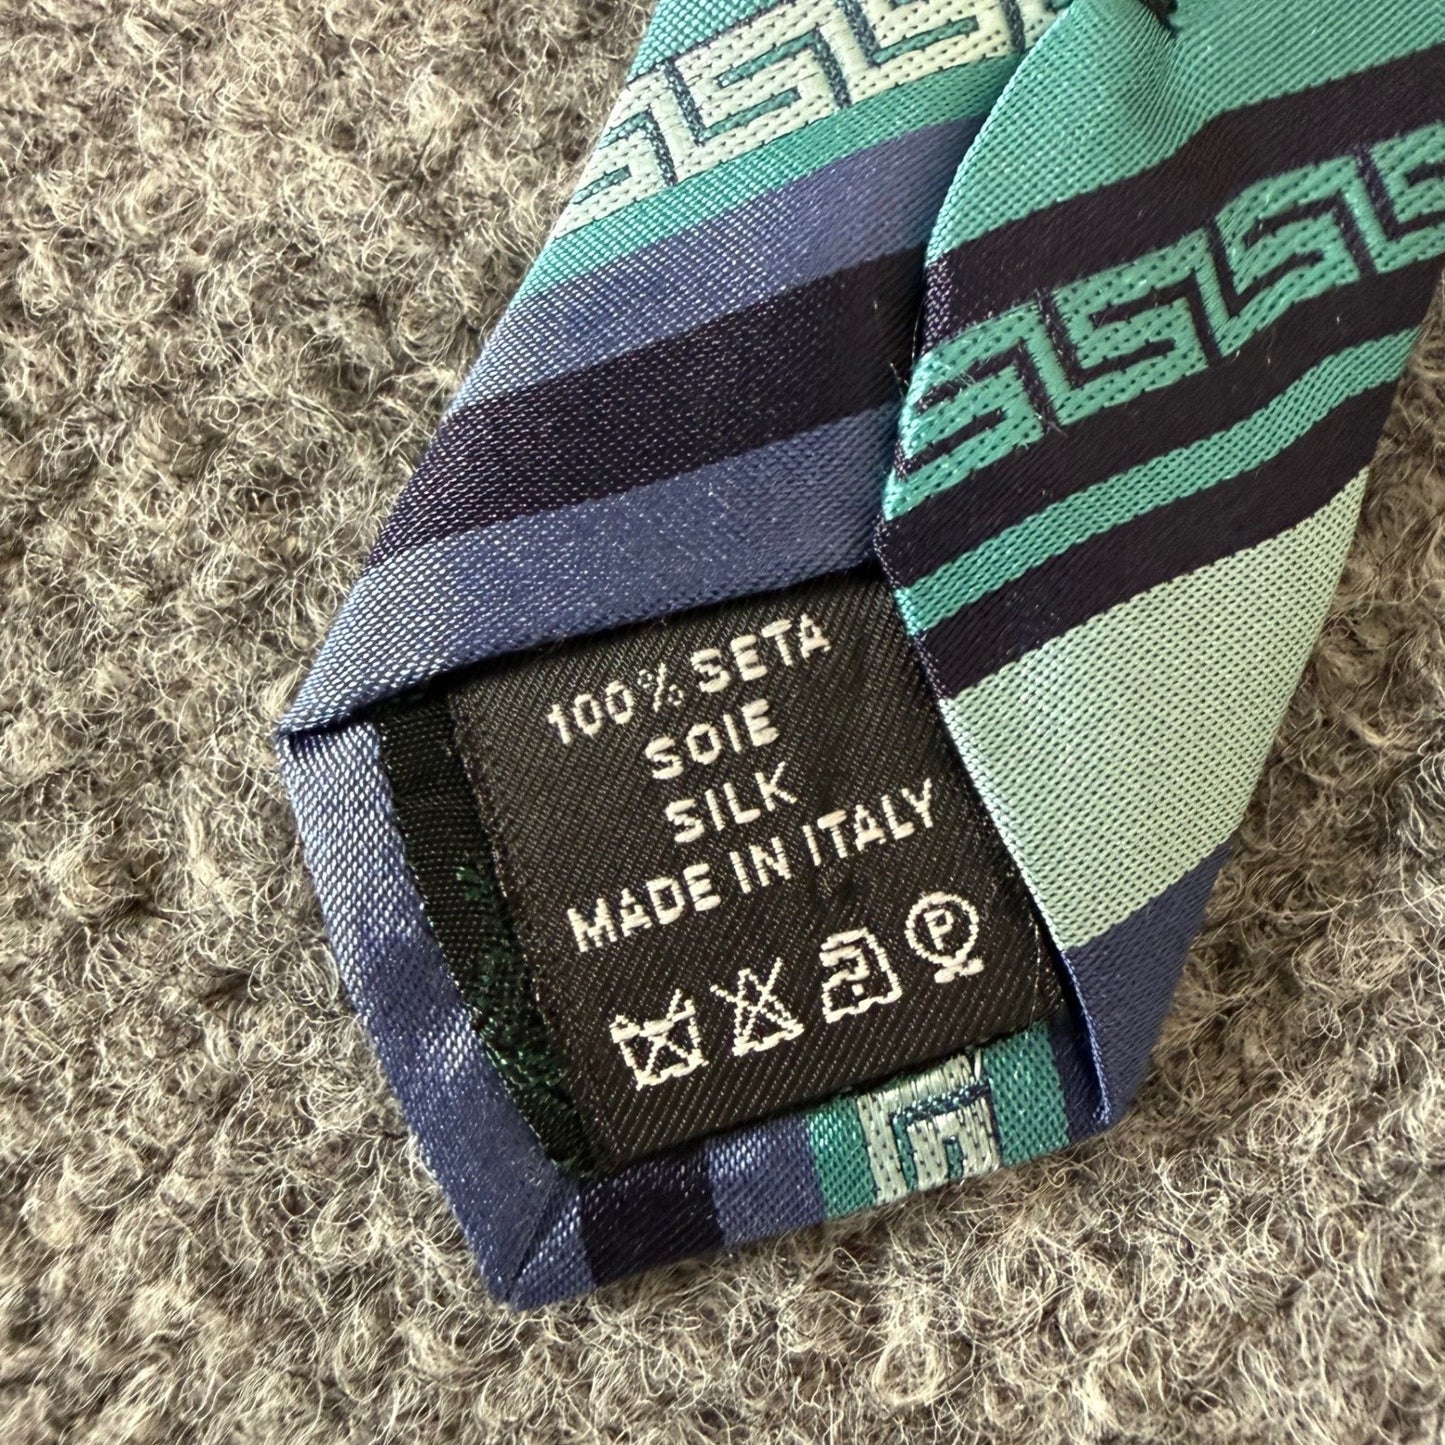 100% SETA
SOIE
SILK
MADE IN ITALY
P